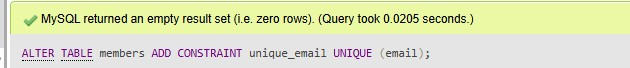 MySQL returned an empty result set (i.e. zero rows). (Query took 0.0205 seconds.)
ALTER TABLE members ADD CONSTRAINT unique_email UNIQUE (email);